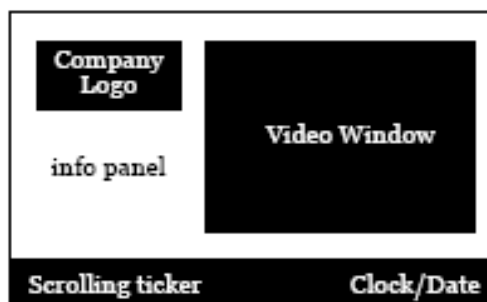 Company
Logo
Video Window
info panel
Scrolling ticker
Clock/Date